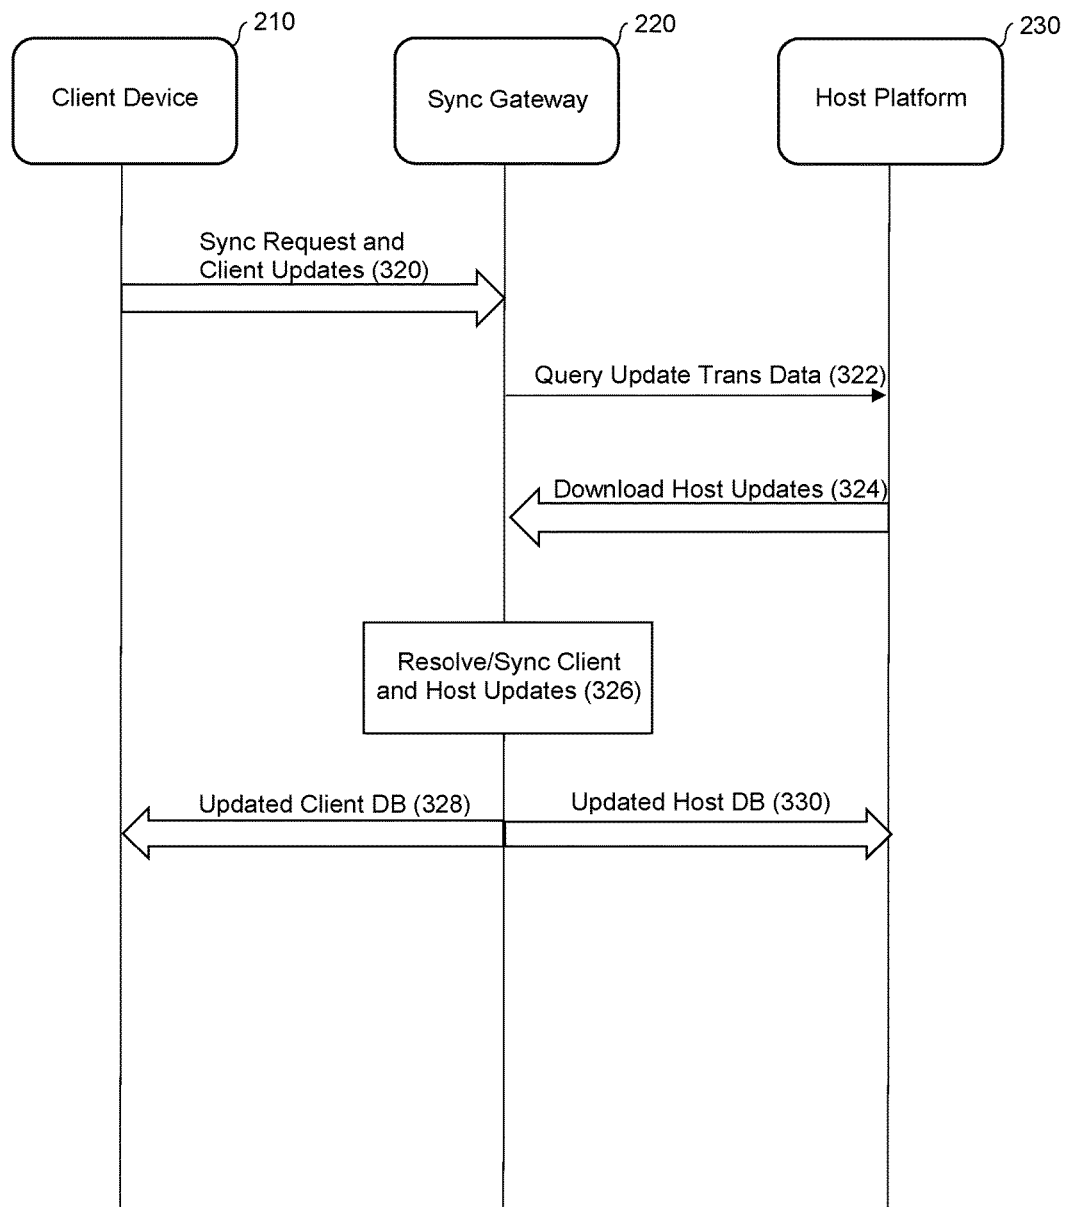 210
220
230
Client Device
Sync Gateway
Host Platform
Sync Request and
Client Updates (320)
Query Update Trans Data (322)
Download Host Updates (324)
Resolve/Sync Client
and Host Updates (326)
Updated Client DB (328)
Updated Host DB (330)